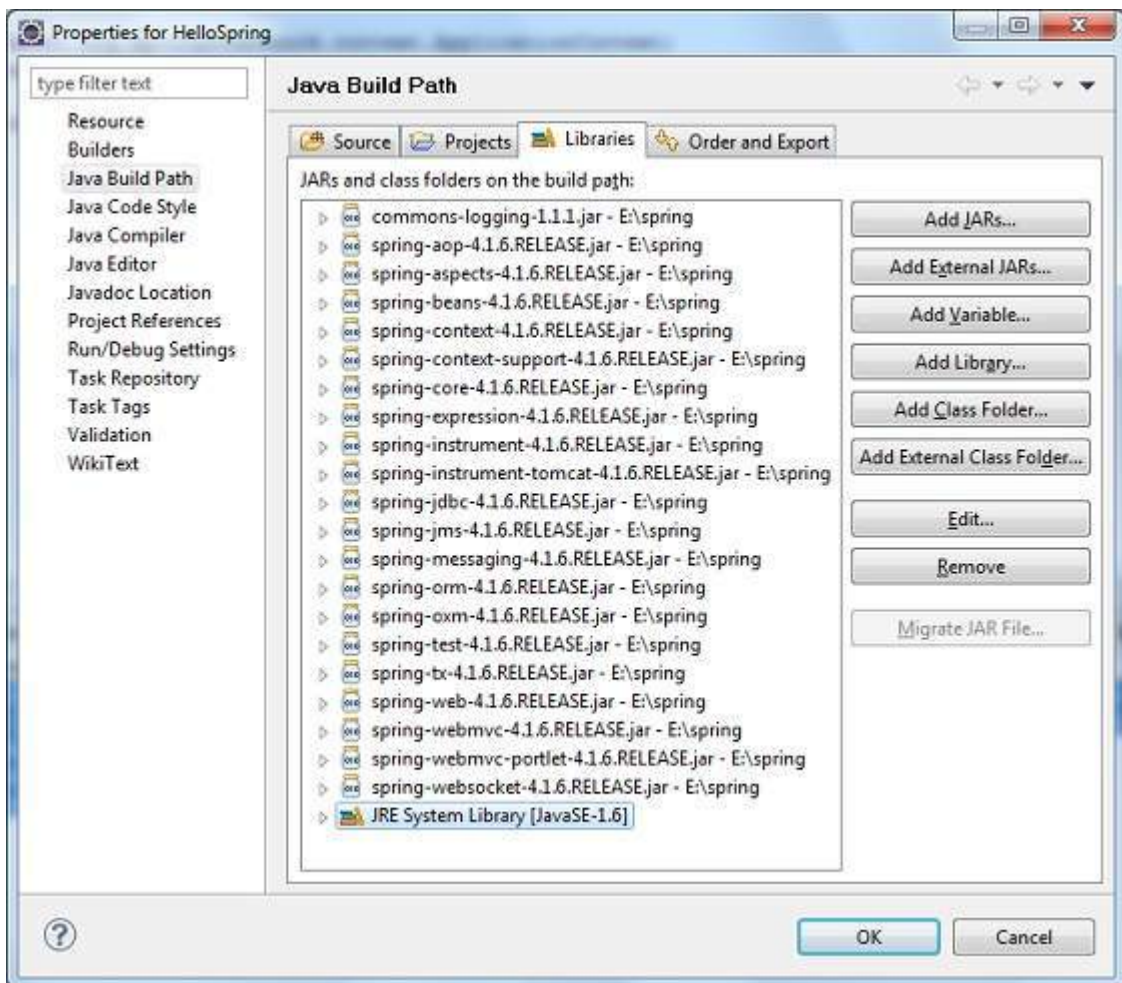 Properties for HelloSpring
type filter text
Resource
Builders
Java Build Path
Java Code Style
Java Compiler
Java Editor
Javadoc Location
Project References
Run/Debug Settings
Task Repository
Task Tags
Validation
WikiText
Java Build Path
Source
Projects
Libraries
Order and Export
JARs and class folders on the build path:
commons-logging-1.1.1.jar - E:\spring
spring-aop-4.1.6.RELEASE.jar - E:\spring
spring-aspects-4.1.6.RELEASE.jar - E:\spring
spring-beans-4.1.6.RELEASE.jar - E:\spring
spring-context-4.1.6.RELEASE.jar - E:\spring
spring-context-support-4.1.6.RELEASE.jar - E:\spring
spring-core-4.1.6.RELEASE.jar - E:\spring
spring-expression-4.1.6.RELEASE.jar - E:\spring
spring-instrument-4.1.6.RELEASE.jar - E:\spring
spring-instrument-tomcat-4.1.6.RELEASE.jar - E:\spring
spring-jdbc-4.1.6.RELEASE.jar - E:\spring
spring-jms-4.1.6.RELEASE.jar - E:\spring
spring-messaging-4.1.6.RELEASE.jar - E:\spring
spring-orm-4.1.6.RELEASE.jar - E:\spring
spring-oxm-4.1.6.RELEASE.jar - E:\spring
spring-test-4.1.6.RELEASE.jar - E:\spring
spring-tx-4.1.6.RELEASE.jar - E:\spring
spring-web-4.1.6.RELEASE.jar - E:\spring
spring-webmvc-4.1.6.RELEASE.jar - E:\spring
spring-webmvc-portlet-4.1.6.RELEASE.jar - E:\spring
spring-websocket-4.1.6.RELEASE.jar - E:\spring
JRE System Library [JavaSE-1.6]
Add JARs...
Add External JARs...
Add Variable...
Add Library...
Add Class Folder...
Add External Class Folder...
Edit...
Remove
Migrate JAR File...
OK
Cancel